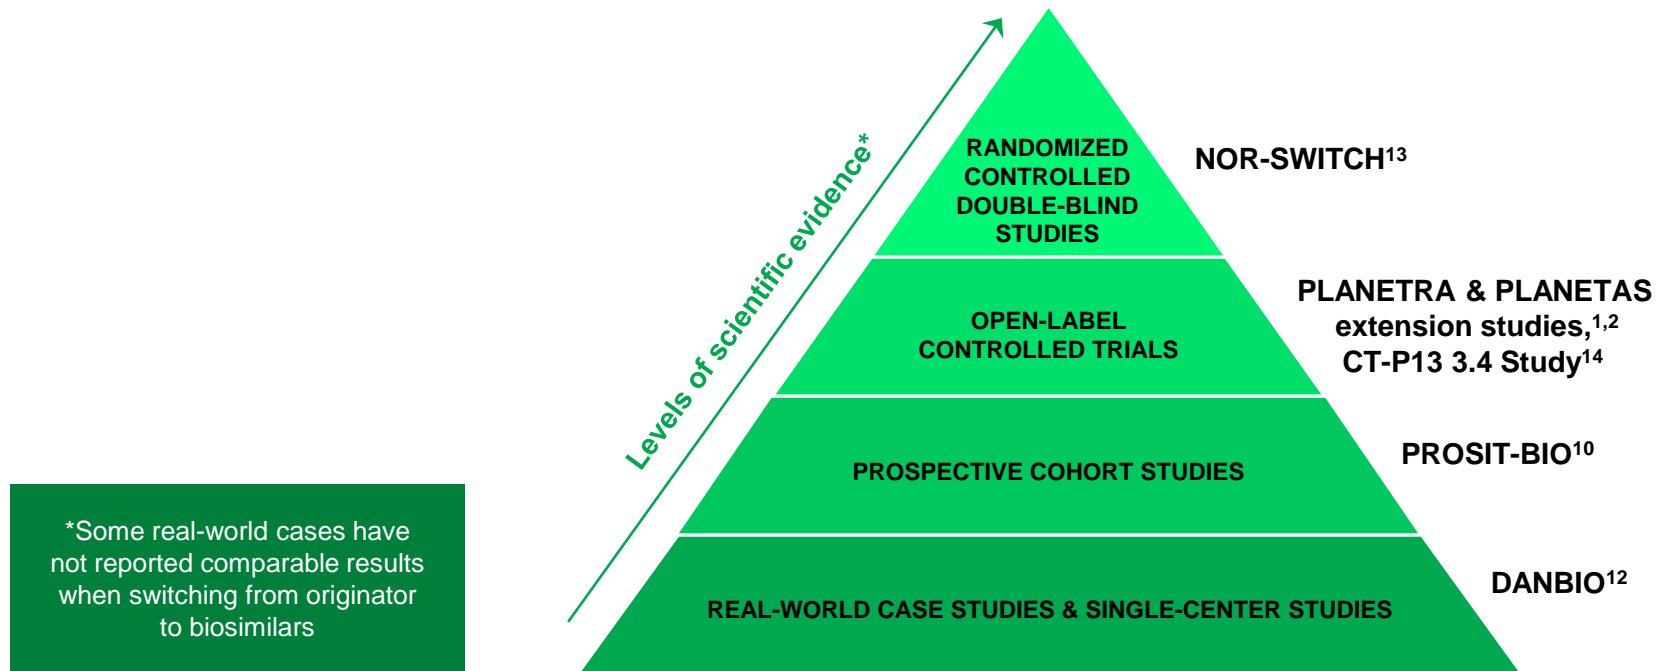 Levels of scientific evidence*
RANDOMIZED
CONTROLLED
DOUBLE-BLIND
STUDIES
NOR-SWITCH¹³
OPEN-LABEL
CONTROLLED TRIALS
PLANETRA & PLANETAS
extension studies,¹,²
CT-P13 3.4 Study¹⁴
PROSPECTIVE COHORT STUDIES
PROSIT-BIO¹⁰
REAL-WORLD CASE STUDIES & SINGLE-CENTER STUDIES
DANBIO¹²
*Some real-world cases have
not reported comparable results
when switching from originator
to biosimilars